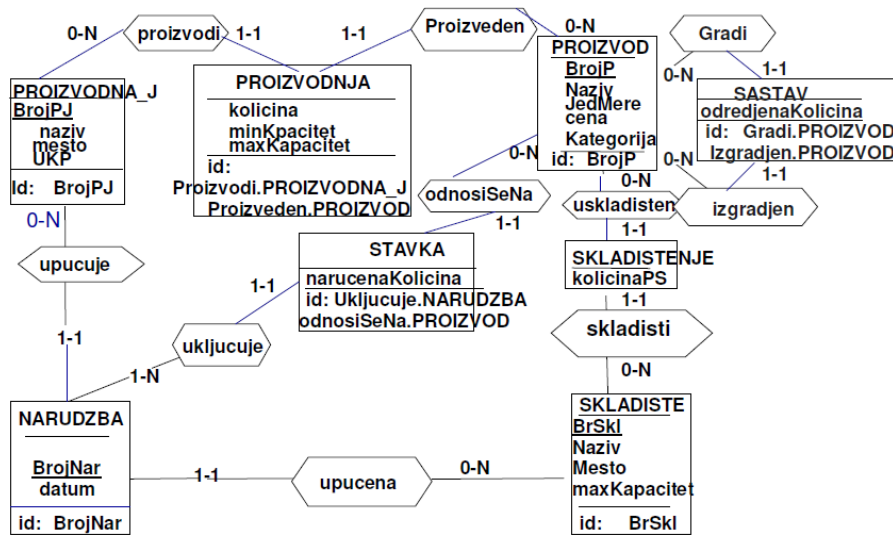 0-N
proizvodi
1-1
1-1
Proizveden
0-N
Gradi
PROIZVODNA_J
BrojPJ
naziv
mesto
UKP
Id: BrojPJ
PROIZVODNJA
kolicina
minKpacitet
maxKapacitet
id:
Proizvodi.PROIZVODNA_J
Proizveden.PROIZVOD
PROIZVOD
BrojP
Naziv
JedMere
cena
Kategorija
id: BrojP
0-N
1-1
SASTAV
odredjenaKolicina
id: Gradi.PROIZVOD
Izgradjen.PROIZVOD
0-N
0-N
1-1
odnosiSeNa
0-N
uskladisten
izgradjen
0-N
1-1
1-1
upucuje
1-1
STAVKA
narucenaKolicina
id: Ukljucuje.NARUDZBA
odnosiSeNa.PROIZVOD
SKLADISTENJE
kolicinaPS
1-1
skladisti
1-1
ukljucuje
1-N
0-N
NARUDZBA
BrojNar
datum
id: BrojNar
1-1
upucena
0-N
SKLADISTE
BrSkl
Naziv
Mesto
maxKapacitet
id: BrSkl